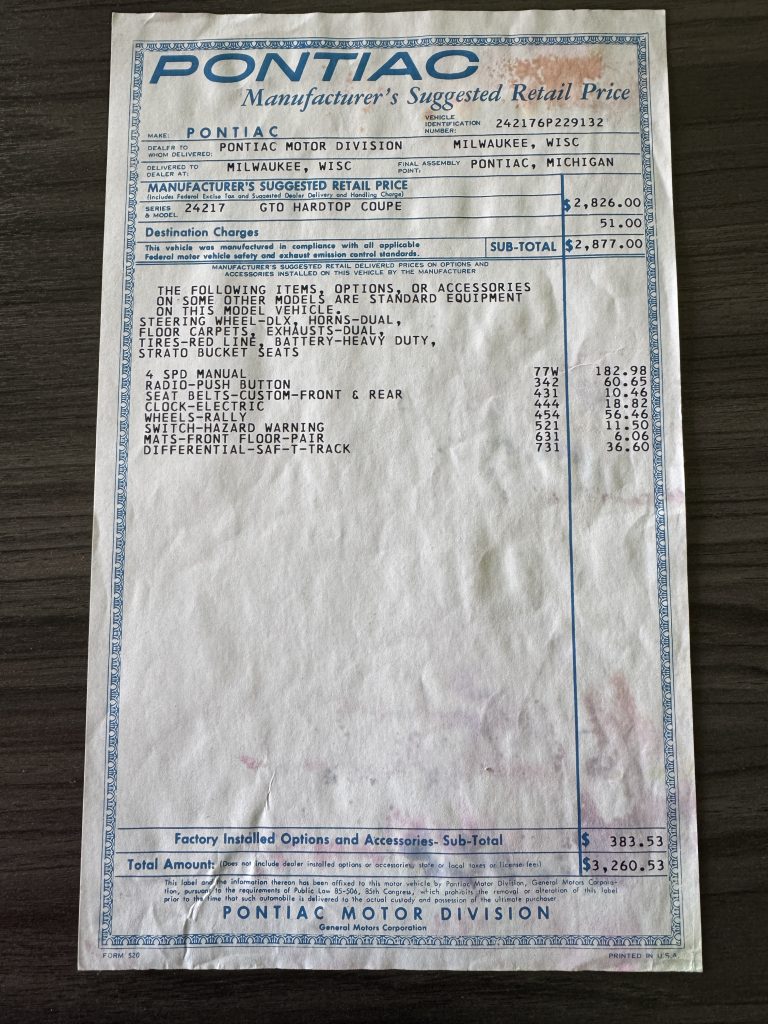 PONTIAC
Manufacturer's Suggested Retail Price
MAKE: PONTIAC VEHICLE IDENTIFICATION NUMBER: 242176P229132
DEALER TO WHOM DELIVERED: PONTIAC MOTOR DIVISION MILWAUKEE, WISC
DELIVERED TO DEALER AT: MILWAUKEE, WISC FINAL ASSEMBLY POINT: PONTIAC, MICHIGAN
MANUFACTURER'S SUGGESTED RETAIL PRICE
(Includes Federal Excise Tax and Suggested Dealer Delivery and Handling Charge)
SERIES & MODEL 24217 GTO HARDTOP COUPE $2,826.00
Destination Charges 51.00
This vehicle was manufactured in compliance with all applicable
Federal motor vehicle safety and exhaust emission control standards. SUB-TOTAL $2,877.00
MANUFACTURER'S SUGGESTED RETAIL DELIVERED PRICES ON OPTIONS AND
ACCESSORIES INSTALLED ON THIS VEHICLE BY THE MANUFACTURER
THE FOLLOWING ITEMS, OPTIONS, OR ACCESSORIES
ON SOME OTHER MODELS ARE STANDARD EQUIPMENT
ON THIS MODEL VEHICLE.
STEERING WHEEL-DLX, HORNS-DUAL,
FLOOR CARPETS, EXHAUSTS-DUAL,
TIRES-RED LINE, BATTERY-HEAVY DUTY,
STRATO BUCKET SEATS
4 SPD MANUAL 77W 182.98
RADIO-PUSH BUTTON 342 60.65
SEAT BELTS-CUSTOM-FRONT & REAR 431 10.46
CLOCK-ELECTRIC 444 18.82
WHEELS-RALLY 454 56.46
SWITCH-HAZARD WARNING 521 11.50
MATS-FRONT FLOOR-PAIR 631 6.06
DIFFERENTIAL-SAF-T-TRACK 731 36.60
Factory Installed Options and Accessories- Sub-Total $ 383.53
Total Amount: (Does not include dealer installed options or accessories, state or local taxes or license fees) $3,260.53
This label and the information thereon has been affixed to this motor vehicle by Pontiac Motor Division, General Motors Corpora-
tion, pursuant to the requirements of Public Law 85-506, 85th Congress, which prohibits the removal or alteration of this label
prior to the time that such automobile is delivered to the actual custody and possession of the ultimate purchaser
PONTIAC MOTOR DIVISION
General Motors Corporation
FORM 520 PRINTED IN U.S.A.